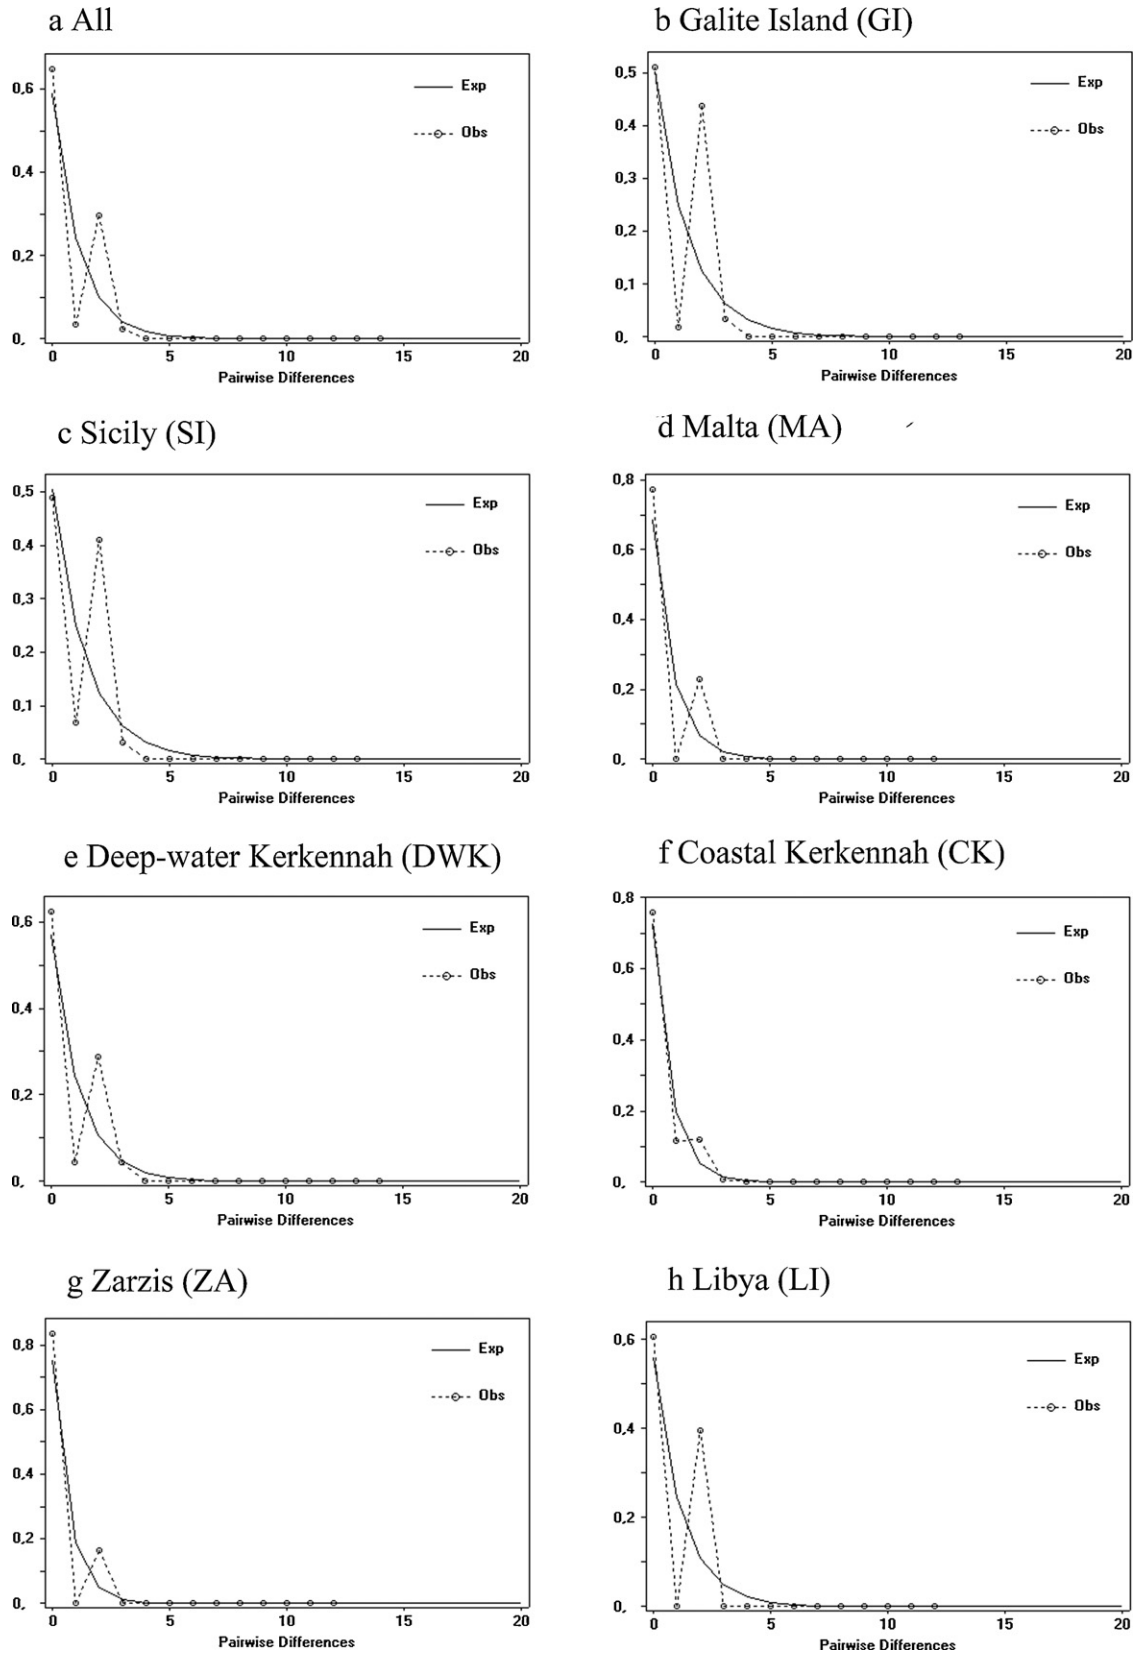 a All
0,6
0,4
0,2
0,
Exp
Obs
0 5 10 15 20
Pairwise Differences
b Galite Island (GI)
0,5
0,4
0,3
0,2
0,1
0,
Exp
Obs
0 5 10 15 20
Pairwise Differences
c Sicily (SI)
0,5
0,4
0,3
0,2
0,1
0,
Exp
Obs
0 5 10 15 20
Pairwise Differences
d Malta (MA)
0,8
0,6
0,4
0,2
0,
Exp
Obs
0 5 10 15 20
Pairwise Differences
e Deep-water Kerkennah (DWK)
0,6
0,4
0,2
0,
Exp
Obs
0 5 10 15 20
Pairwise Differences
f Coastal Kerkennah (CK)
0,8
0,6
0,4
0,2
0,
Exp
Obs
0 5 10 15 20
Pairwise Differences
g Zarzis (ZA)
0,8
0,6
0,4
0,2
0,
Exp
Obs
0 5 10 15 20
Pairwise Differences
h Libya (LI)
0,6
0,4
0,2
0,
Exp
Obs
0 5 10 15 20
Pairwise Differences